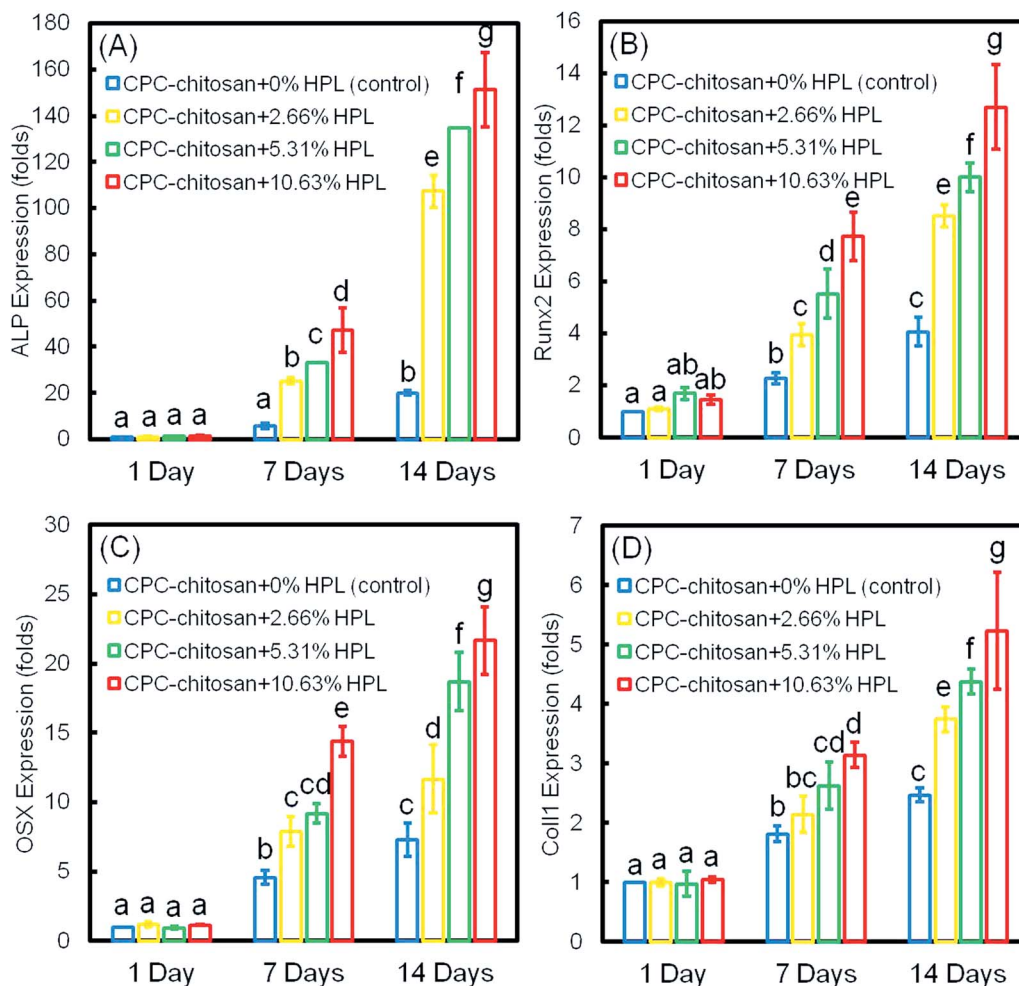 (A)
CPC-chitosan+0% HPL (control)
CPC-chitosan+2.66% HPL
CPC-chitosan+5.31% HPL
CPC-chitosan+10.63% HPL
ALP Expression (folds)
180
160
140
120
100
80
60
40
20
0
a a a a
a b c d
b e f g
1 Day 7 Days 14 Days
(B)
CPC-chitosan+0% HPL (control)
CPC-chitosan+2.66% HPL
CPC-chitosan+5.31% HPL
CPC-chitosan+10.63% HPL
Runx2 Expression (folds)
16
14
12
10
8
6
4
2
0
a a ab ab
b c d e
c e f g
1 Day 7 Days 14 Days
(C)
CPC-chitosan+0% HPL (control)
CPC-chitosan+2.66% HPL
CPC-chitosan+5.31% HPL
CPC-chitosan+10.63% HPL
OSX Expression (folds)
30
25
20
15
10
5
0
a a a a
b c cd e
c d f g
1 Day 7 Days 14 Days
(D)
CPC-chitosan+0% HPL (control)
CPC-chitosan+2.66% HPL
CPC-chitosan+5.31% HPL
CPC-chitosan+10.63% HPL
Coll1 Expression (folds)
7
6
5
4
3
2
1
0
a a a a
b bc cd d
c e f g
1 Day 7 Days 14 Days